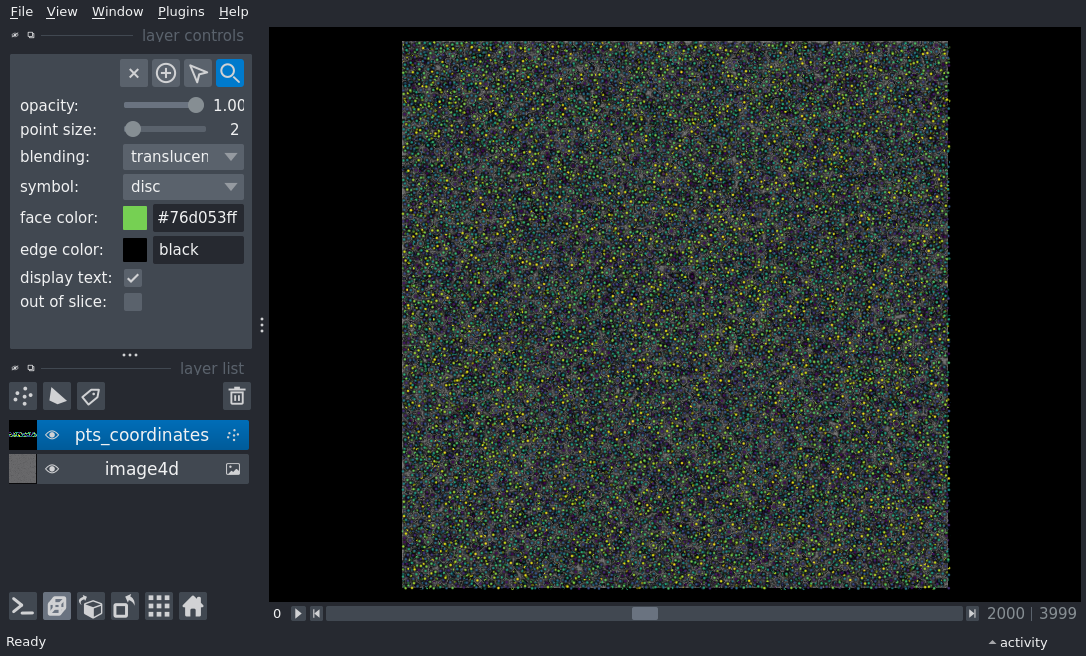 File View Window Plugins Help
layer controls
opacity: 1.00
point size: 2
blending: translucen
symbol: disc
face color: #76d053ff
edge color: black
display text:
out of slice:
layer list
pts_coordinates
image4d
0 2000 | 3999
Ready
activity